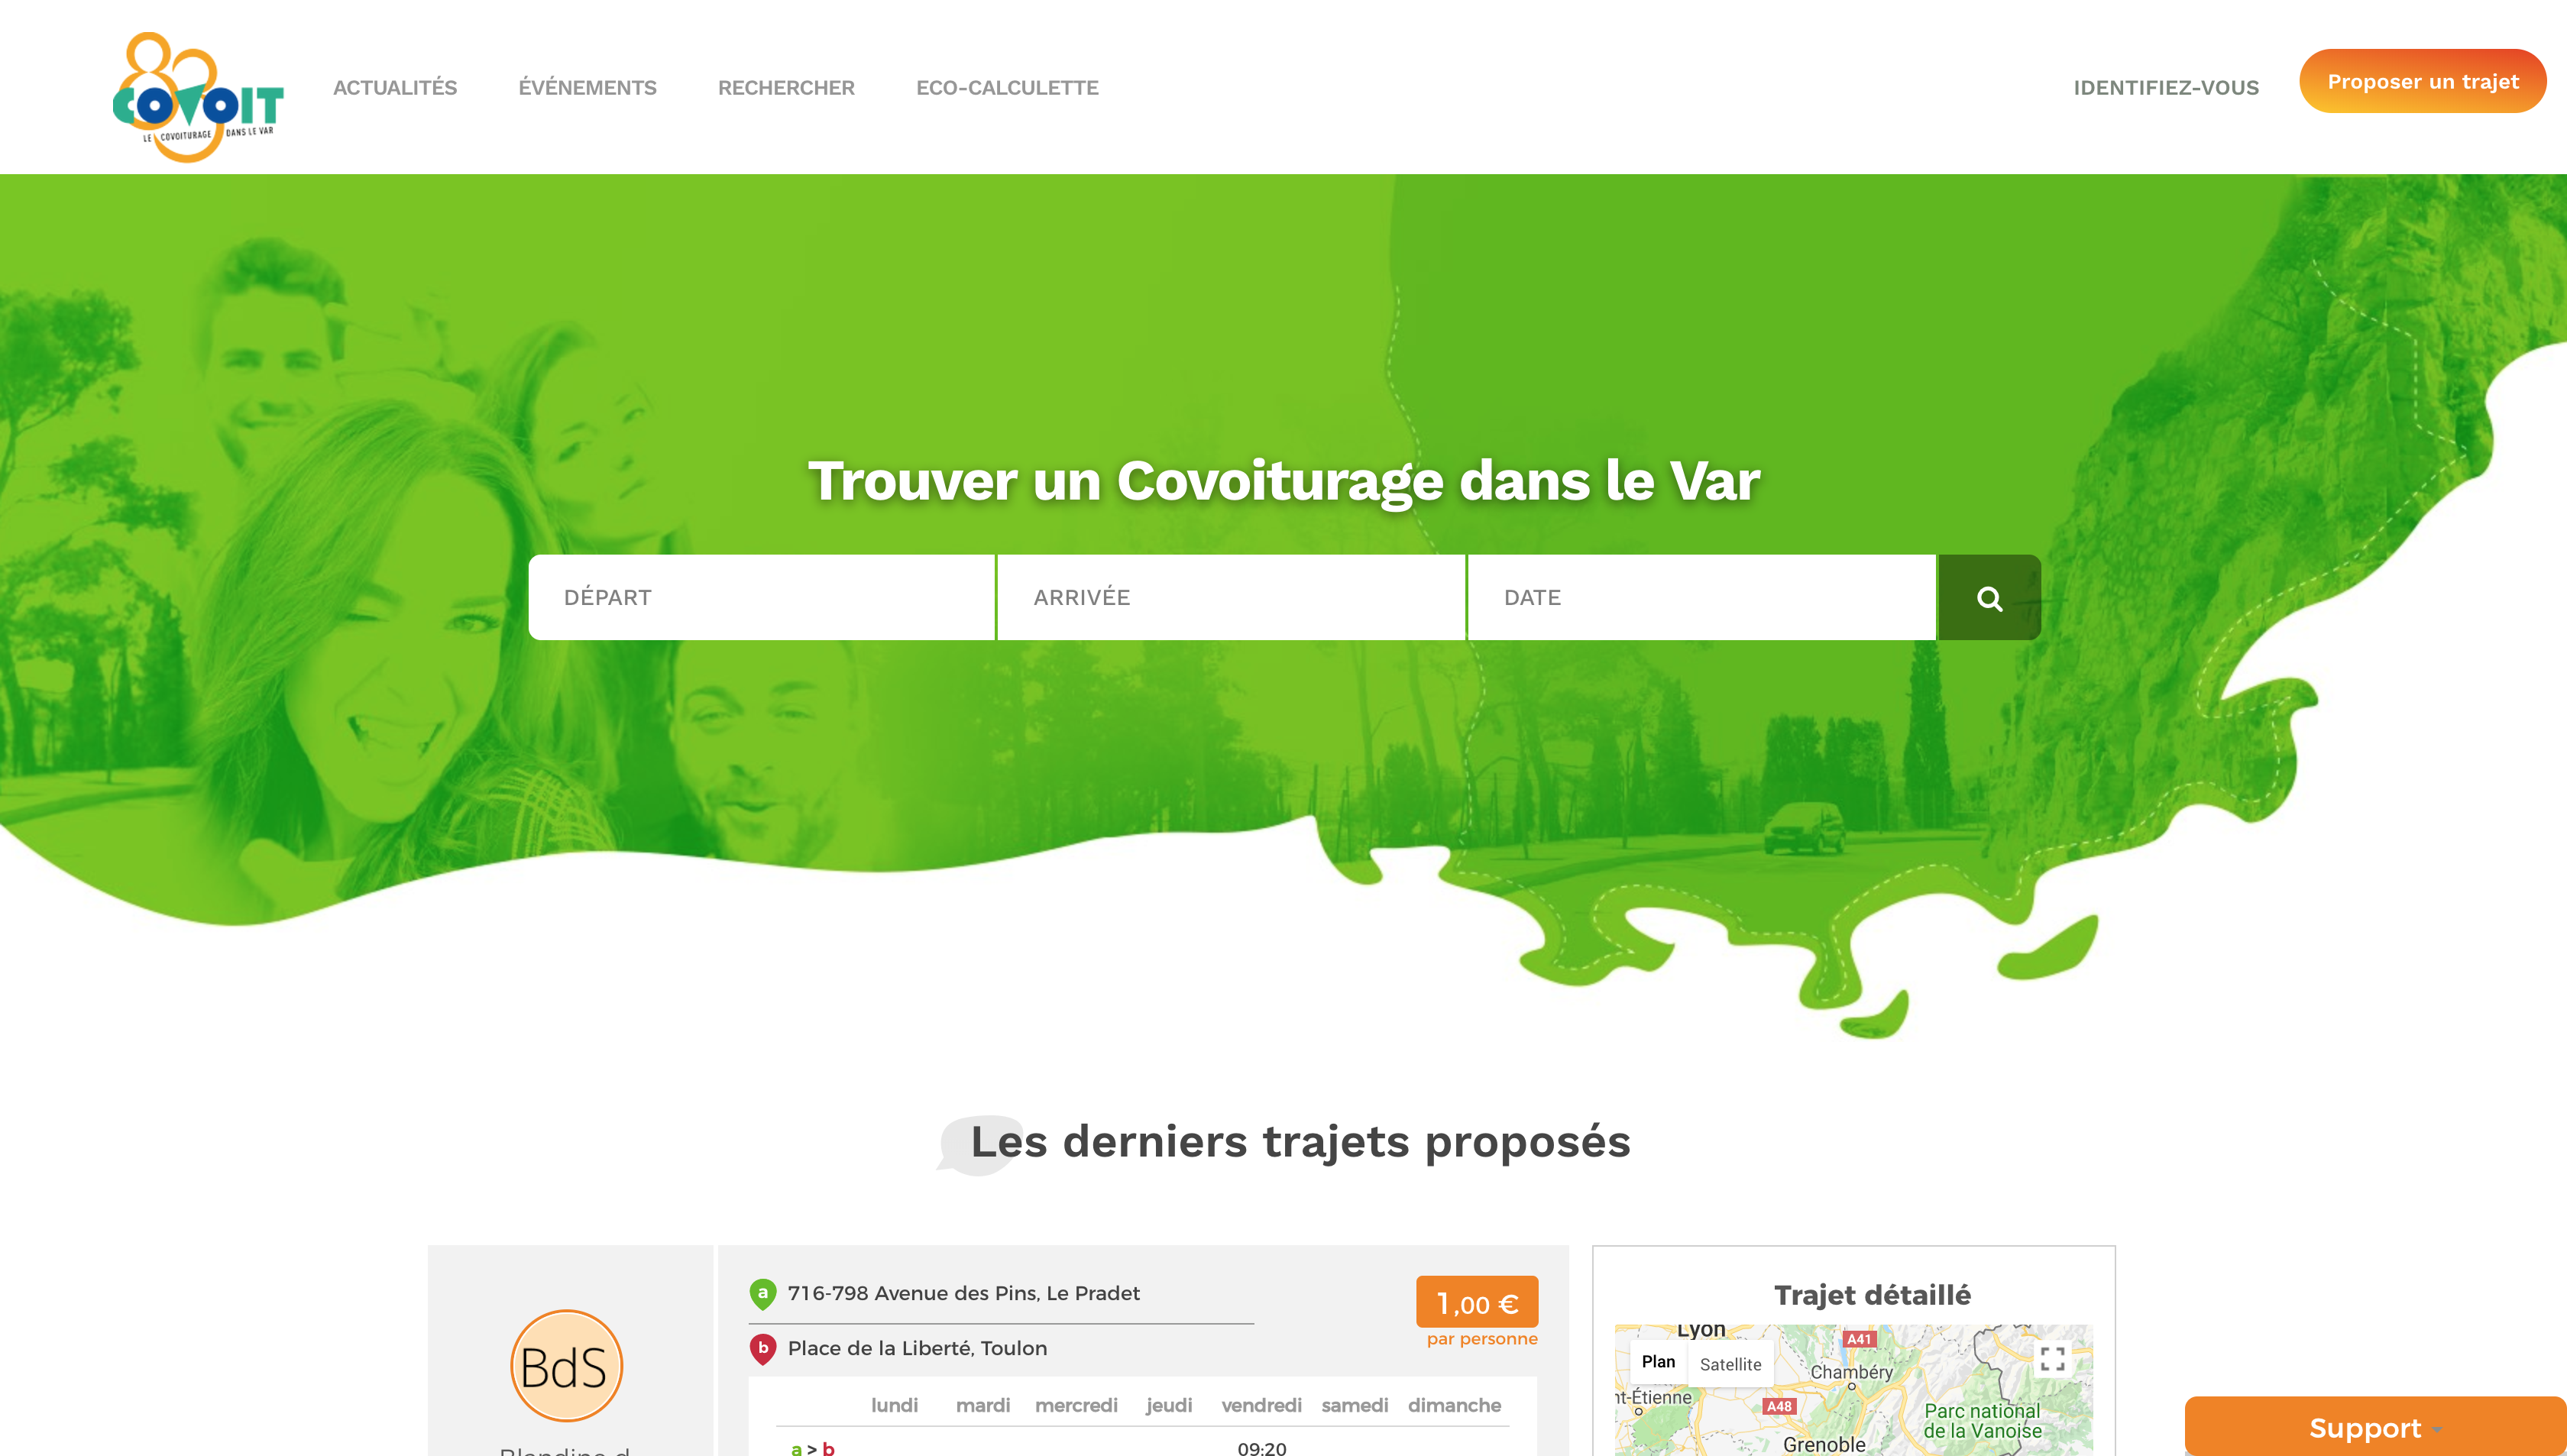 83
COVOIT
LE COVOITURAGE DANS LE VAR
ACTUALITÉS
ÉVÉNEMENTS
RECHERCHER
ECO-CALCULETTE
IDENTIFIEZ-VOUS
Proposer un trajet
Trouver un Covoiturage dans le Var
DÉPART
ARRIVÉE
DATE
Les derniers trajets proposés
BdS
a 716-798 Avenue des Pins, Le Pradet
1,00 €
par personne
b Place de la Liberté, Toulon
lundi mardi mercredi jeudi vendredi samedi dimanche
a > b 09:20
Trajet détaillé
Lyon
A41
Plan
Satellite
Chambéry
nt-Étienne
A48
Parc national
de la Vanoise
Grenoble
Support